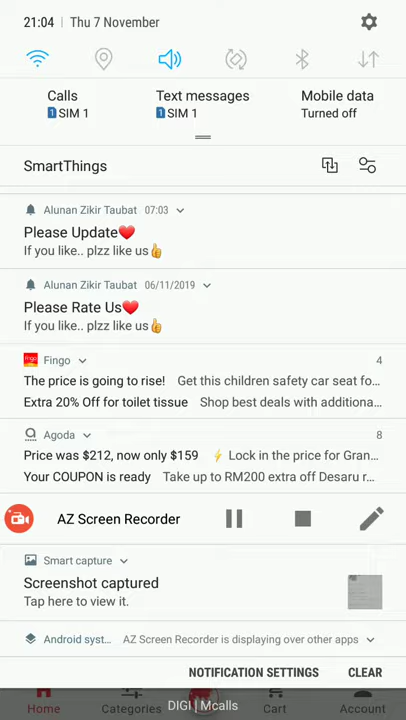 21:04 | Thu 7 November
Calls
1 SIM 1
Text messages
1 SIM 1
Mobile data
Turned off
SmartThings
Alunan Zikir Taubat 07:03
Please Update❤️
If you like.. plzz like us👍
Alunan Zikir Taubat 06/11/2019
Please Rate Us❤️
If you like.. plzz like us👍
Fingo 4
The price is going to rise! Get this children safety car seat fo...
Extra 20% Off for toilet tissue Shop best deals with additiona...
Agoda 8
Price was $212, now only $159 ⚡ Lock in the price for Gran...
Your COUPON is ready Take up to RM200 extra off Desaru r...
AZ Screen Recorder
Smart capture
Screenshot captured
Tap here to view it.
Android syst... AZ Screen Recorder is displaying over other apps
NOTIFICATION SETTINGS CLEAR
Home Categories Cart Account
DIGI | Mcalls